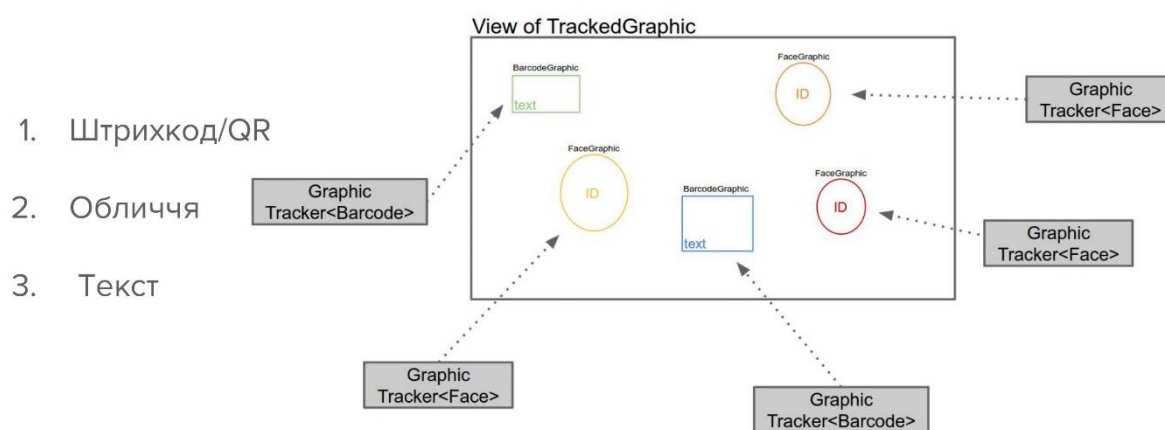 View of TrackedGraphic
1. Штрихкод/QR
2. Обличчя
3. Текст
BarcodeGraphic
text
FaceGraphic
ID
FaceGraphic
ID
BarcodeGraphic
text
FaceGraphic
ID
Graphic
Tracker<Face>
Graphic
Tracker<Barcode>
Graphic
Tracker<Face>
Graphic
Tracker<Face>
Graphic
Tracker<Barcode>